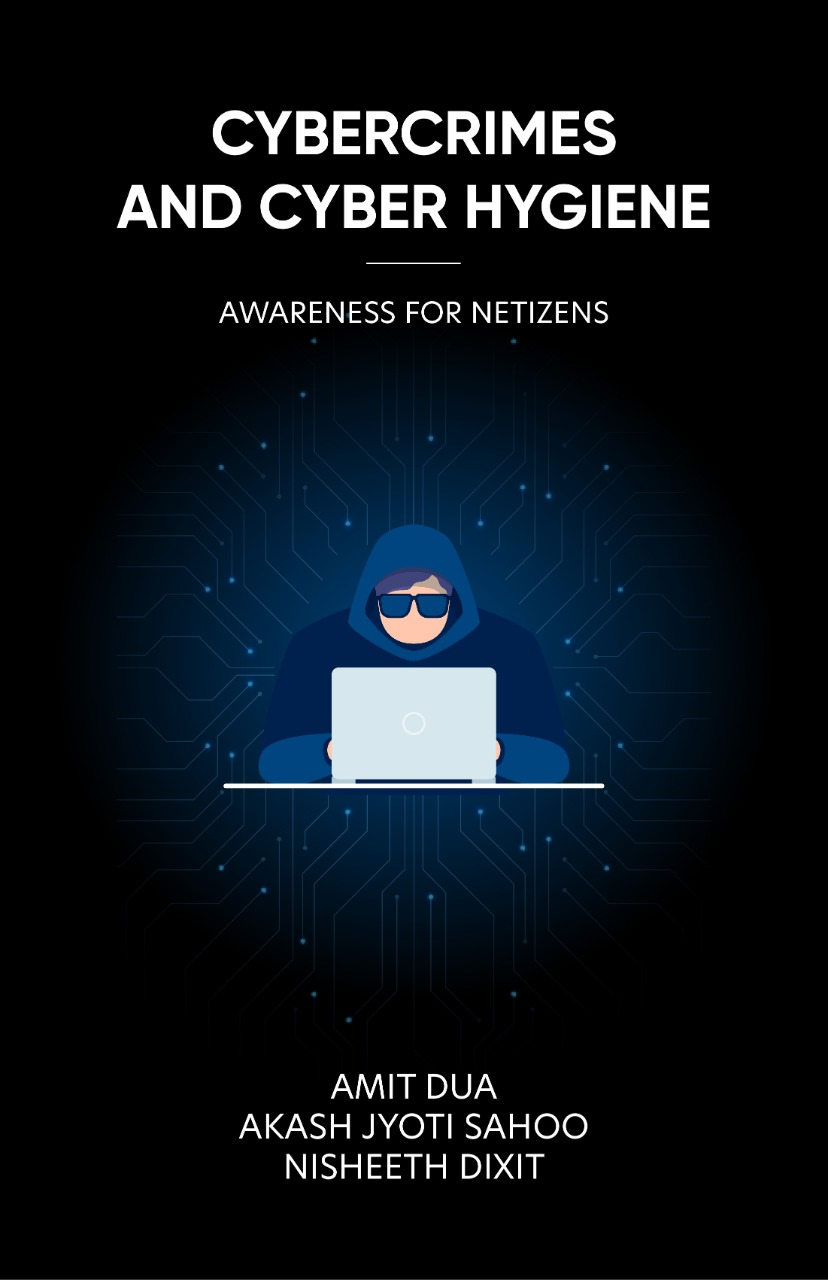 CYBERCRIMES
AND CYBER HYGIENE
AWARENESS FOR NETIZENS
AMIT DUA
AKASH JYOTI SAHOO
NISHEETH DIXIT